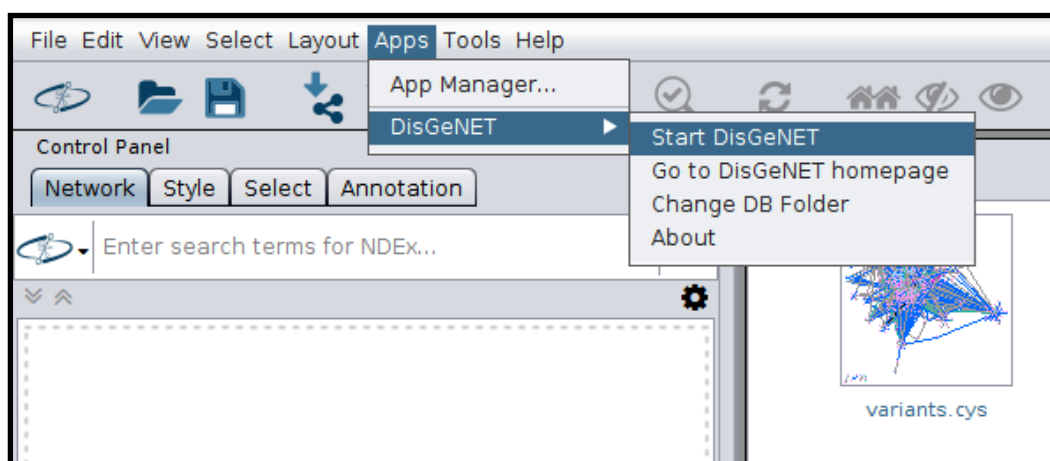 File Edit View Select Layout Apps Tools Help
App Manager...
DisGeNET
Start DisGeNET
Go to DisGeNET homepage
Change DB Folder
About
Control Panel
Network Style Select Annotation
Enter search terms for NDEx...
variants.cys